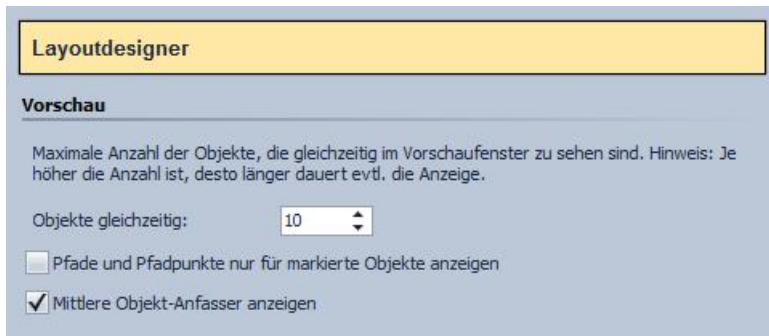 Layoutdesigner
Vorschau
Maximale Anzahl der Objekte, die gleichzeitig im Vorschaufenster zu sehen sind. Hinweis: Je
höher die Anzahl ist, desto länger dauert evtl. die Anzeige.
Objekte gleichzeitig: 10
Pfade und Pfadpunkte nur für markierte Objekte anzeigen
Mittlere Objekt-Anfasser anzeigen